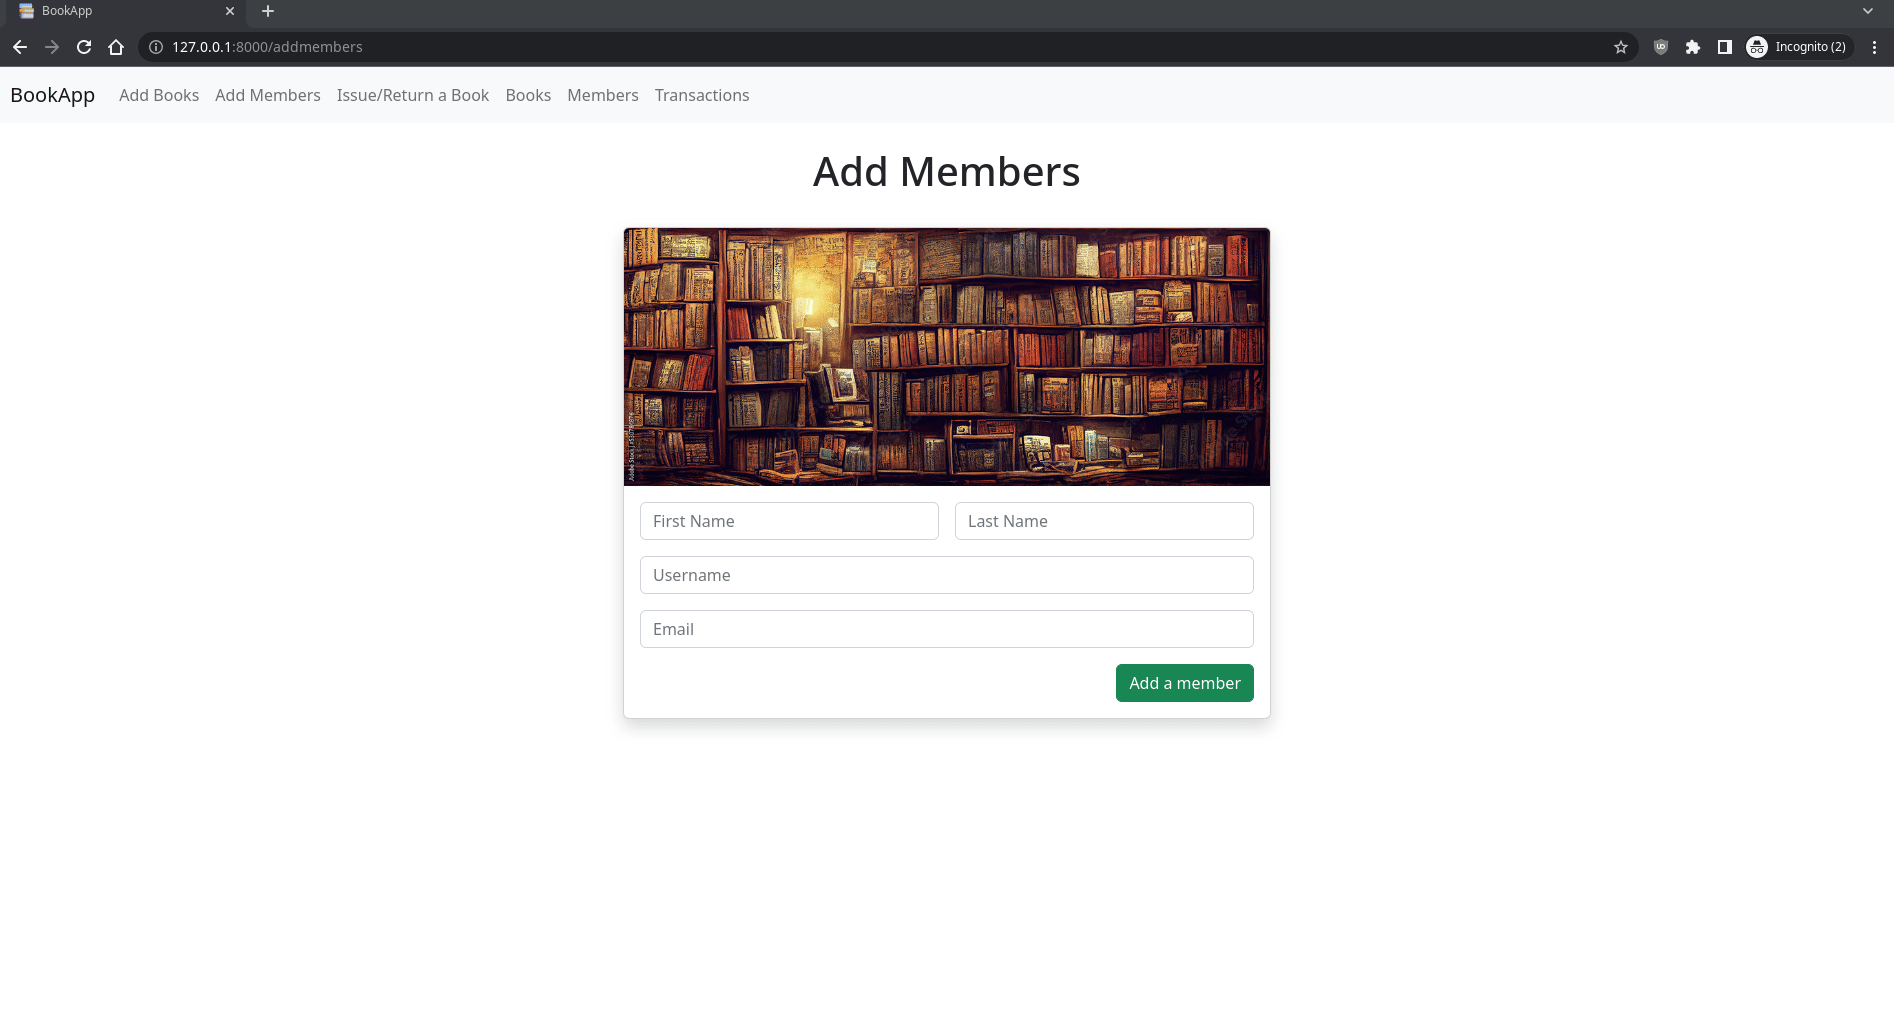 BookApp
127.0.0.1:8000/addmembers
Incognito (2)
BookApp Add Books Add Members Issue/Return a Book Books Members Transactions
Add Members
First Name Last Name
Username
Email
Add a member